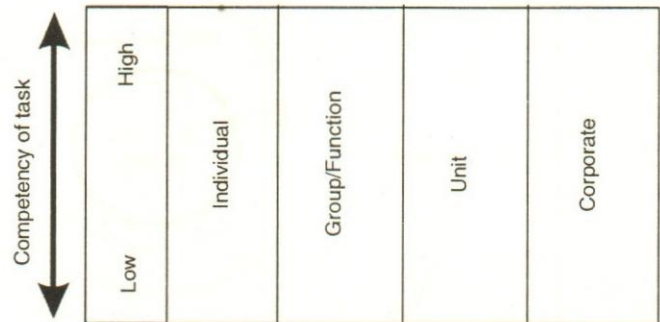 Competency of task
Low High
Individual
Group/Function
Unit
Corporate